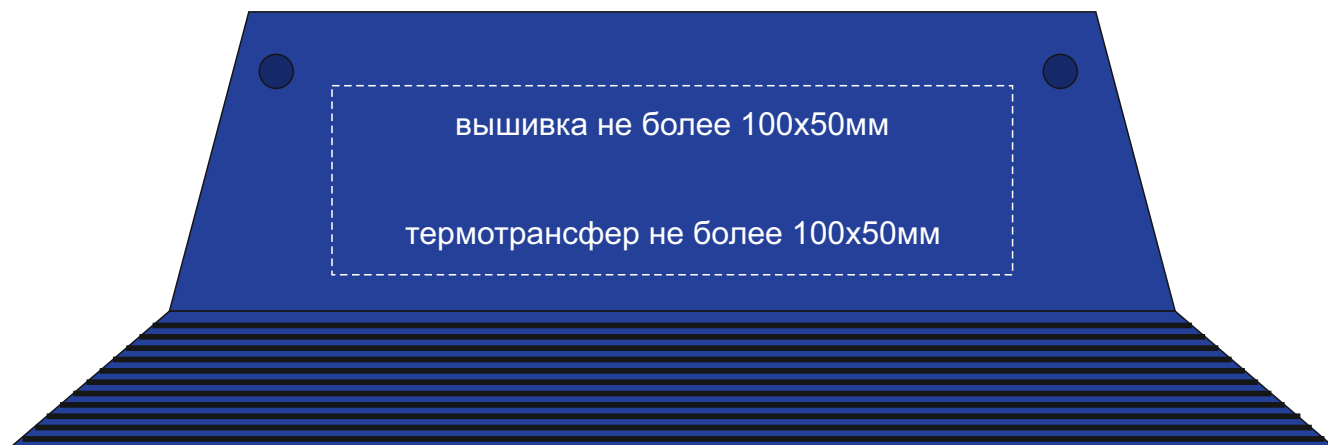 вышивка не более 100х50мм
термотрансфер не более 100х50мм